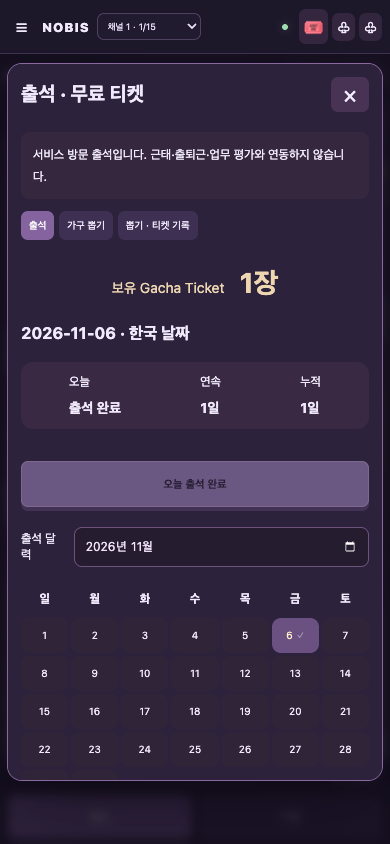 NOBIS
채널 1 · 1/15
출석 · 무료 티켓
×
서비스 방문 출석입니다. 근태·출퇴근·업무 평가와 연동하지 않습니
다.
출석
가구 뽑기
뽑기 · 티켓 기록
보유 Gacha Ticket 1장
2026-11-06 · 한국 날짜
오늘 연속 누적
출석 완료 1일 1일
오늘 출석 완료
출석 달
력
2026년 11월
일 월 화 수 목 금 토
1 2 3 4 5 6 ✓ 7
8 9 10 11 12 13 14
15 16 17 18 19 20 21
22 23 24 25 26 27 28